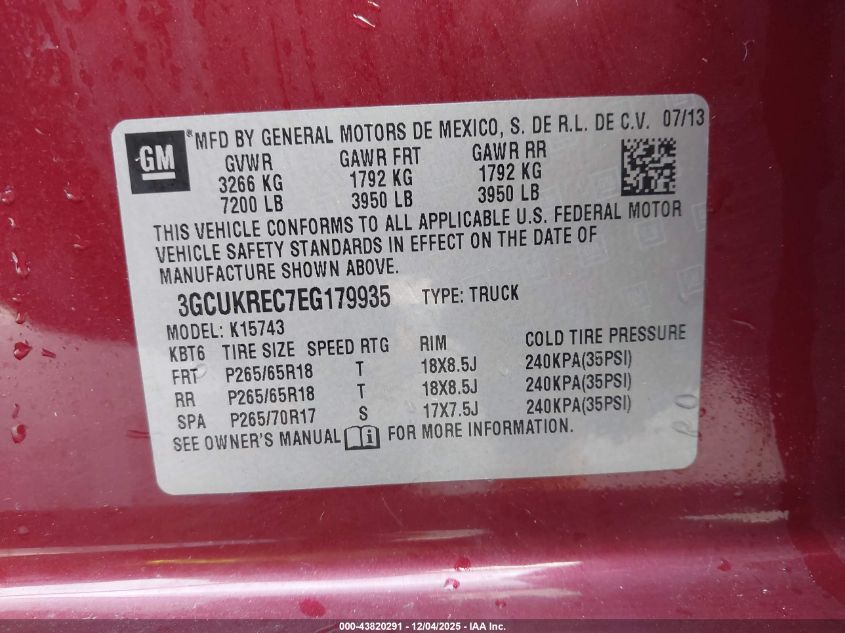 GM
*MFD BY GENERAL MOTORS DE MEXICO, S. DE R.L. DE C.V. 07/13
GVWR GAWR FRT GAWR RR
3266 KG 1792 KG 1792 KG
7200 LB 3950 LB 3950 LB
THIS VEHICLE CONFORMS TO ALL APPLICABLE U.S. FEDERAL MOTOR
VEHICLE SAFETY STANDARDS IN EFFECT ON THE DATE OF
MANUFACTURE SHOWN ABOVE.
3GCUKREC7EG179935 TYPE: TRUCK
MODEL: K15743
KBT6 TIRE SIZE SPEED RTG RIM COLD TIRE PRESSURE
FRT P265/65R18 T 18X8.5J 240KPA(35PSI)
RR P265/65R18 T 18X8.5J 240KPA(35PSI)
SPA P265/70R17 S 17X7.5J 240KPA(35PSI)
SEE OWNER'S MANUAL FOR MORE INFORMATION.
000-43820291 - 12/04/2025 - IAA Inc.